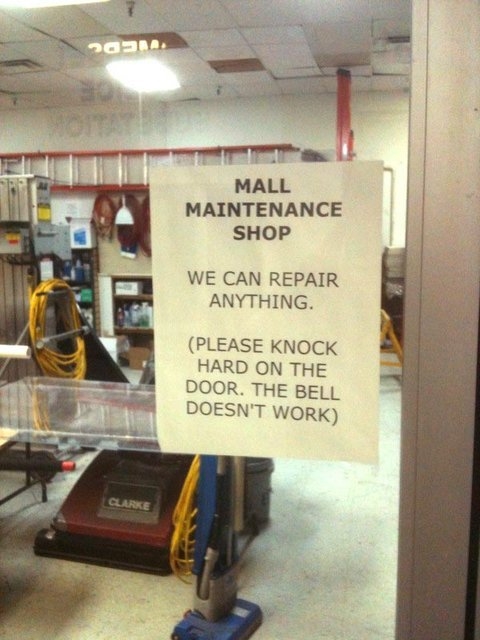 MALL
MAINTENANCE
SHOP
WE CAN REPAIR
ANYTHING.
(PLEASE KNOCK
HARD ON THE
DOOR. THE BELL
DOESN'T WORK)
CLARKE